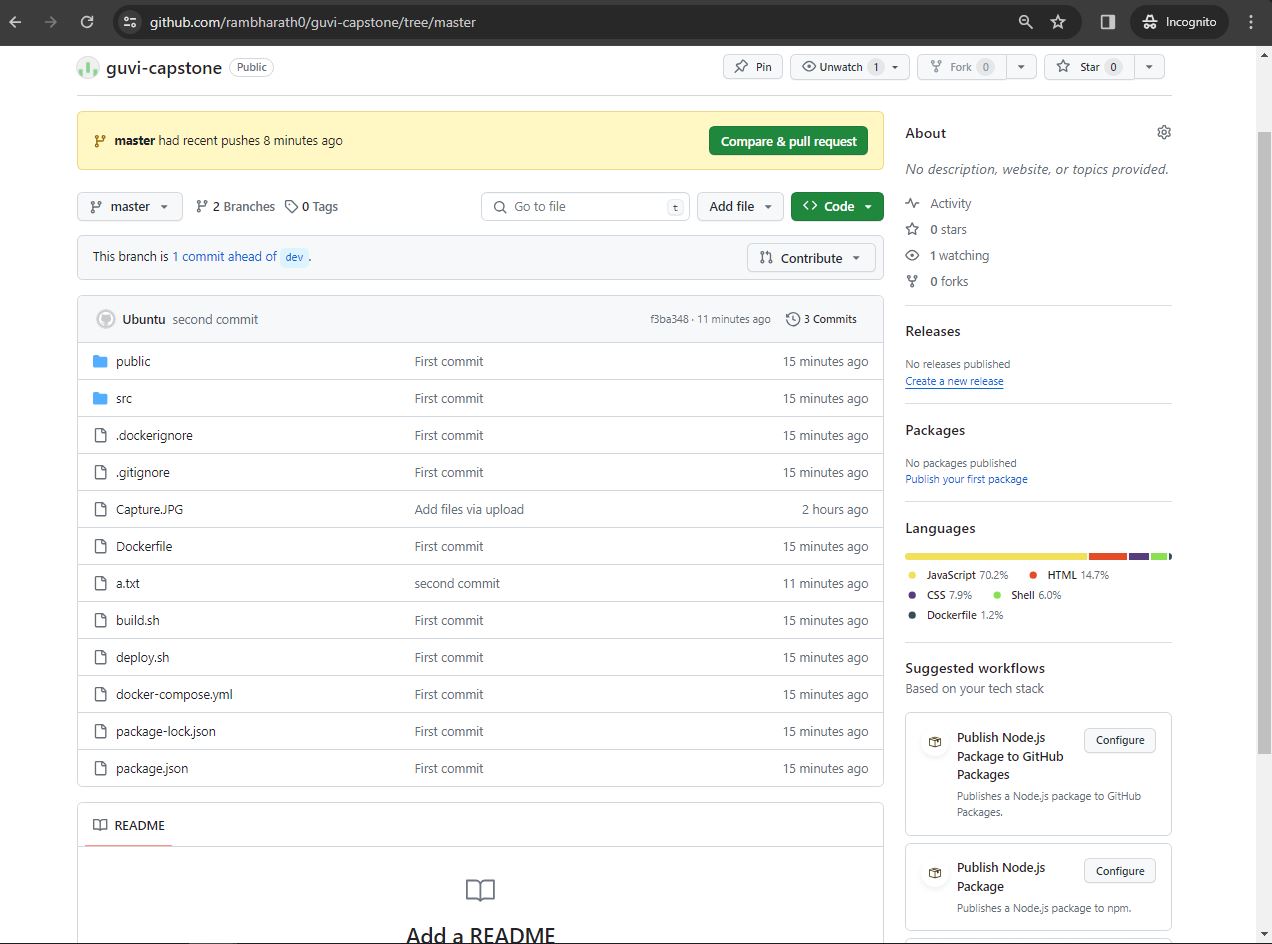 github.com/rambharath0/guvi-capstone/tree/master
Incognito
guvi-capstone Public
Pin
Unwatch 1
Fork 0
Star 0
master had recent pushes 8 minutes ago
Compare & pull request
master
2 Branches
0 Tags
Go to file
t
Add file
Code
This branch is 1 commit ahead of dev .
Contribute
Ubuntu second commit f3ba348 · 11 minutes ago 3 Commits
public First commit 15 minutes ago
src First commit 15 minutes ago
.dockerignore First commit 15 minutes ago
.gitignore First commit 15 minutes ago
Capture.JPG Add files via upload 2 hours ago
Dockerfile First commit 15 minutes ago
a.txt second commit 11 minutes ago
build.sh First commit 15 minutes ago
deploy.sh First commit 15 minutes ago
docker-compose.yml First commit 15 minutes ago
package-lock.json First commit 15 minutes ago
package.json First commit 15 minutes ago
README
Add a README
About
No description, website, or topics provided.
Activity
0 stars
1 watching
0 forks
Releases
No releases published
Create a new release
Packages
No packages published
Publish your first package
Languages
JavaScript 70.2% HTML 14.7%
CSS 7.9% Shell 6.0%
Dockerfile 1.2%
Suggested workflows
Based on your tech stack
Publish Node.js
Package to GitHub
Packages
Configure
Publishes a Node.js package to GitHub
Packages.
Publish Node.js
Package
Configure
Publishes a Node.js package to npm.